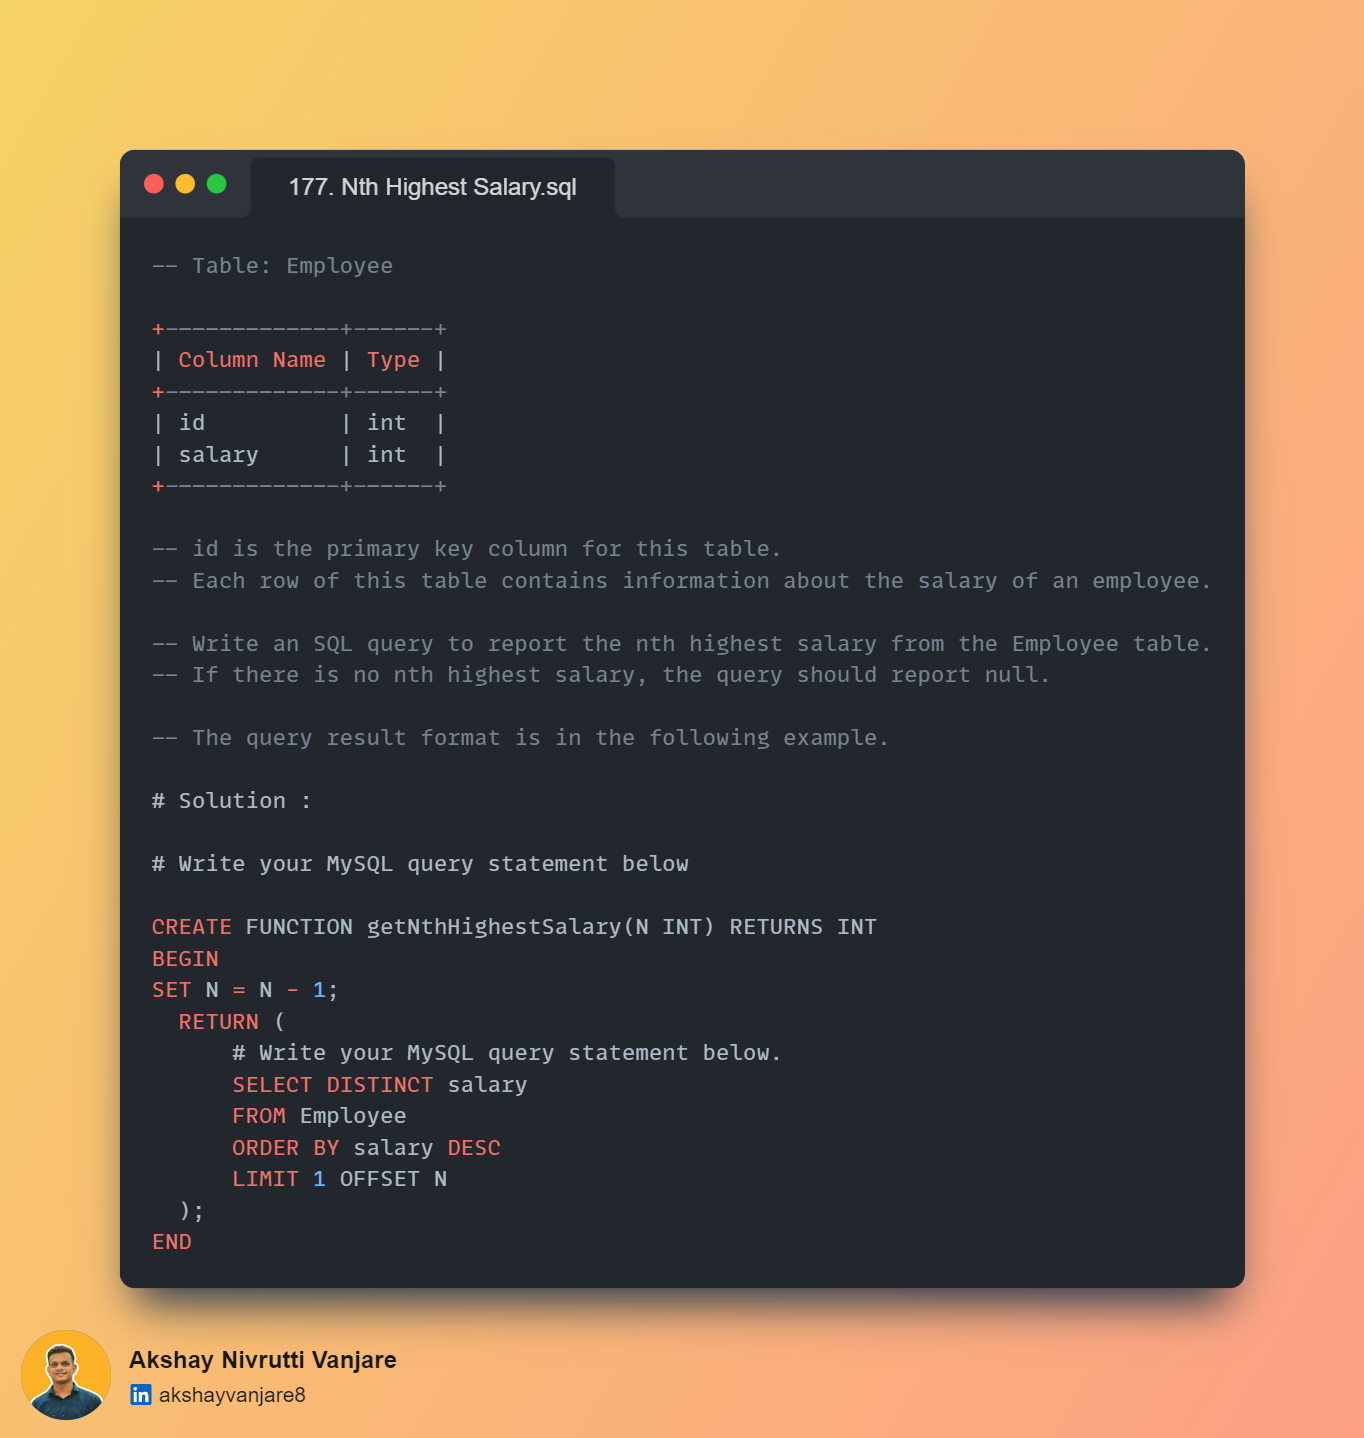 177. Nth Highest Salary.sql
-- Table: Employee
+-------------+------+
| Column Name | Type |
+-------------+------+
| id          | int  |
| salary      | int  |
+-------------+------+
-- id is the primary key column for this table.
-- Each row of this table contains information about the salary of an employee.
-- Write an SQL query to report the nth highest salary from the Employee table.
-- If there is no nth highest salary, the query should report null.
-- The query result format is in the following example.
# Solution :
# Write your MySQL query statement below
CREATE FUNCTION getNthHighestSalary(N INT) RETURNS INT
BEGIN
SET N = N - 1;
  RETURN (
      # Write your MySQL query statement below.
      SELECT DISTINCT salary
      FROM Employee
      ORDER BY salary DESC
      LIMIT 1 OFFSET N
  );
END
Akshay Nivrutti Vanjare
in akshayvanjare8